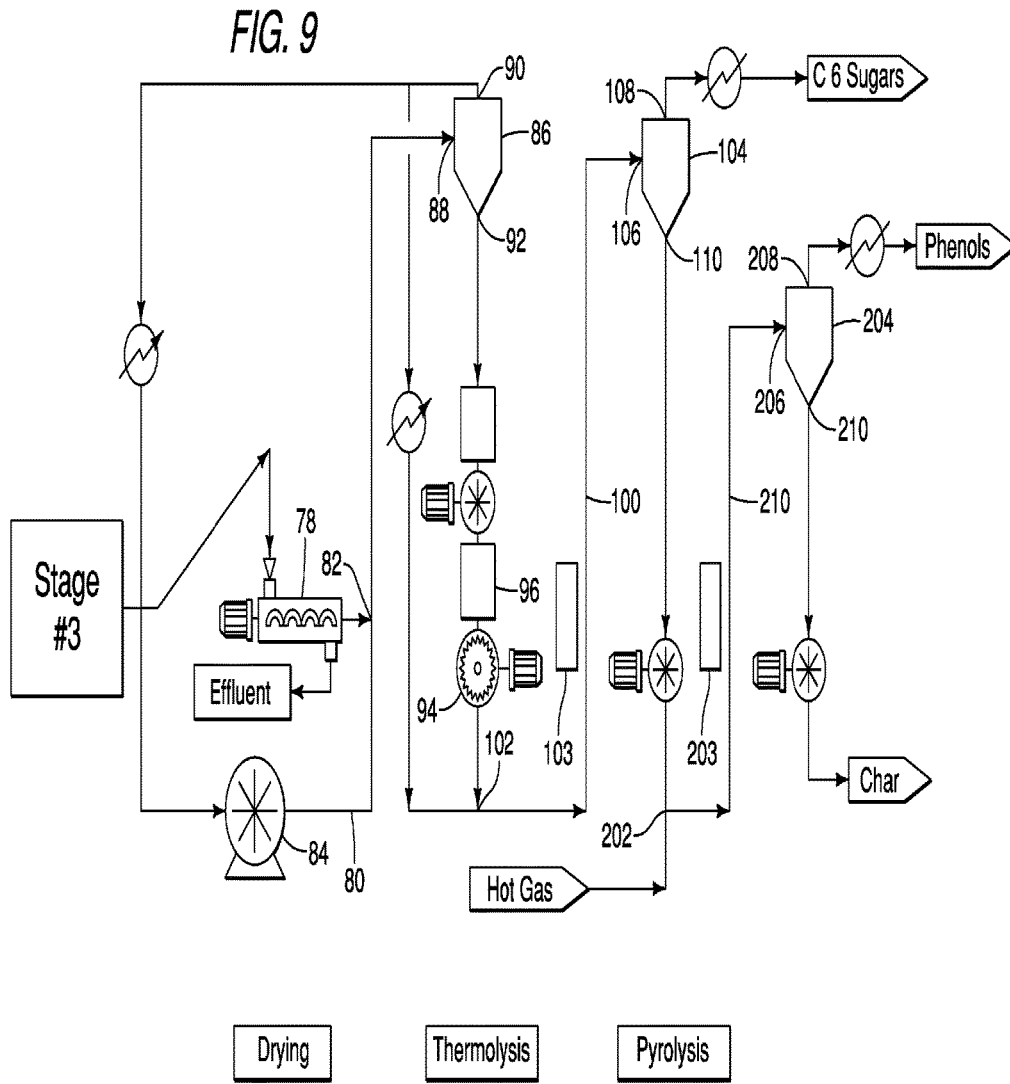 FIG. 9
90
108
C 6 Sugars
86
104
88
106
92
110
208
Phenols
204
206
210
78
82
100
210
Stage
#3
96
Effluent
94
102
103
203
Char
84
80
202
Hot Gas
Drying
Thermolysis
Pyrolysis